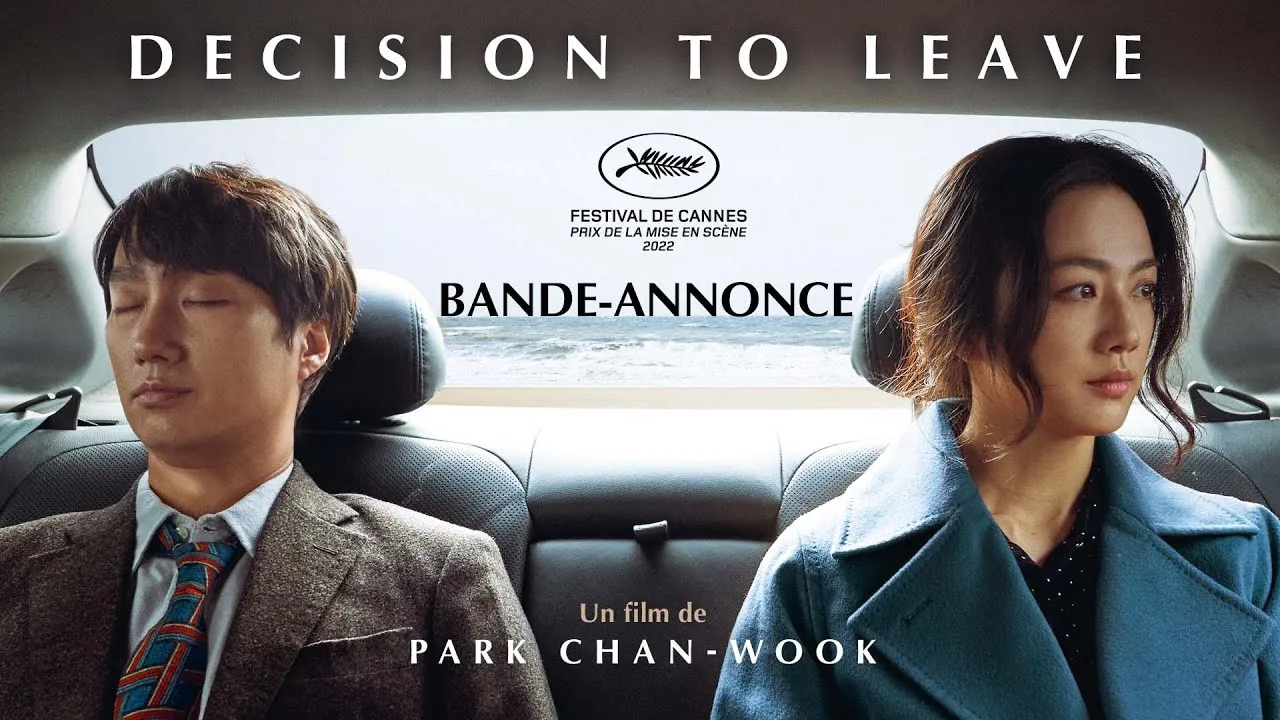 DECISION TO LEAVE
FESTIVAL DE CANNES
PRIX DE LA MISE EN SCÈNE
2022
BANDE-ANNONCE
Un film de
PARK CHAN-WOOK